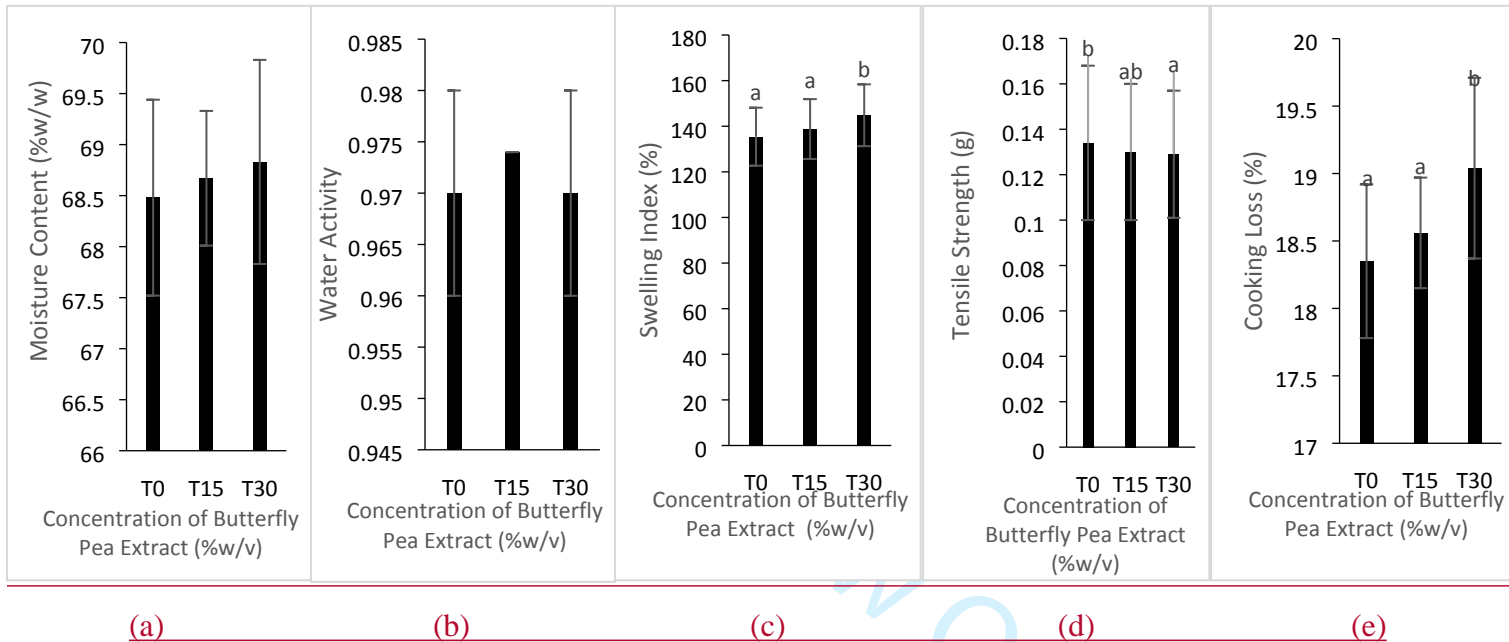 70
69.5
69
68.5
68
67.5
67
66.5
66
Moisture Content (%w/w)
T0 T15 T30
Concentration of Butterfly
Pea Extract (%w/v)
0.985
0.98
0.975
0.97
0.965
0.96
0.955
0.95
0.945
Water Activity
T0 T15 T30
Concentration of Butterfly
Pea Extract (%w/v)
180
160
140
120
100
80
60
40
20
0
Swelling Index (%)
a a b
T0 T15 T30
Concentration of Butterfly
Pea Extract (%w/v)
0.18
0.16
0.14
0.12
0.1
0.08
0.06
0.04
0.02
0
Tensile Strength (g)
b ab a
T0 T15 T30
Concentration of
Butterfly Pea Extract
(%w/v)
20
19.5
19
18.5
18
17.5
17
Cooking Loss (%)
a a b
T0 T15 T30
Concentration of Butterfly
Pea Extract (%w/v)
(a) (b) (c) (d) (e)